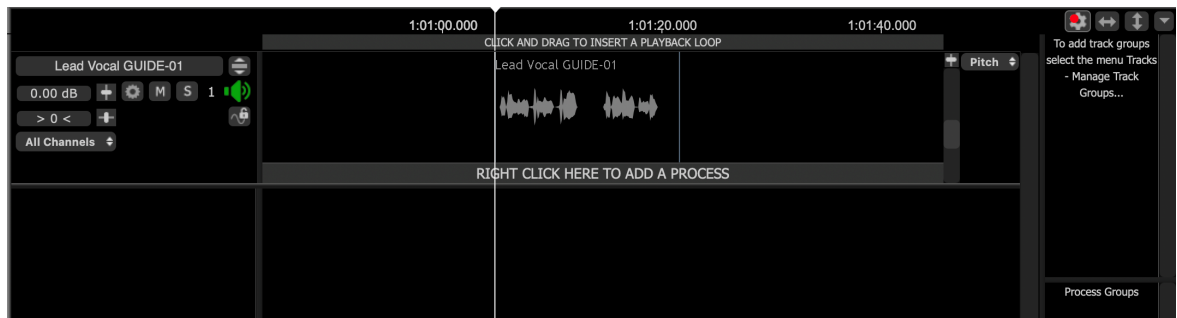 1:01:00.000
1:01:20.000
1:01:40.000
CLICK AND DRAG TO INSERT A PLAYBACK LOOP
Lead Vocal GUIDE-01
0.00 dB
M
S
1
> 0 <
All Channels
Lead Vocal GUIDE-01
Pitch
RIGHT CLICK HERE TO ADD A PROCESS
To add track groups
select the menu Tracks
- Manage Track
Groups...
Process Groups